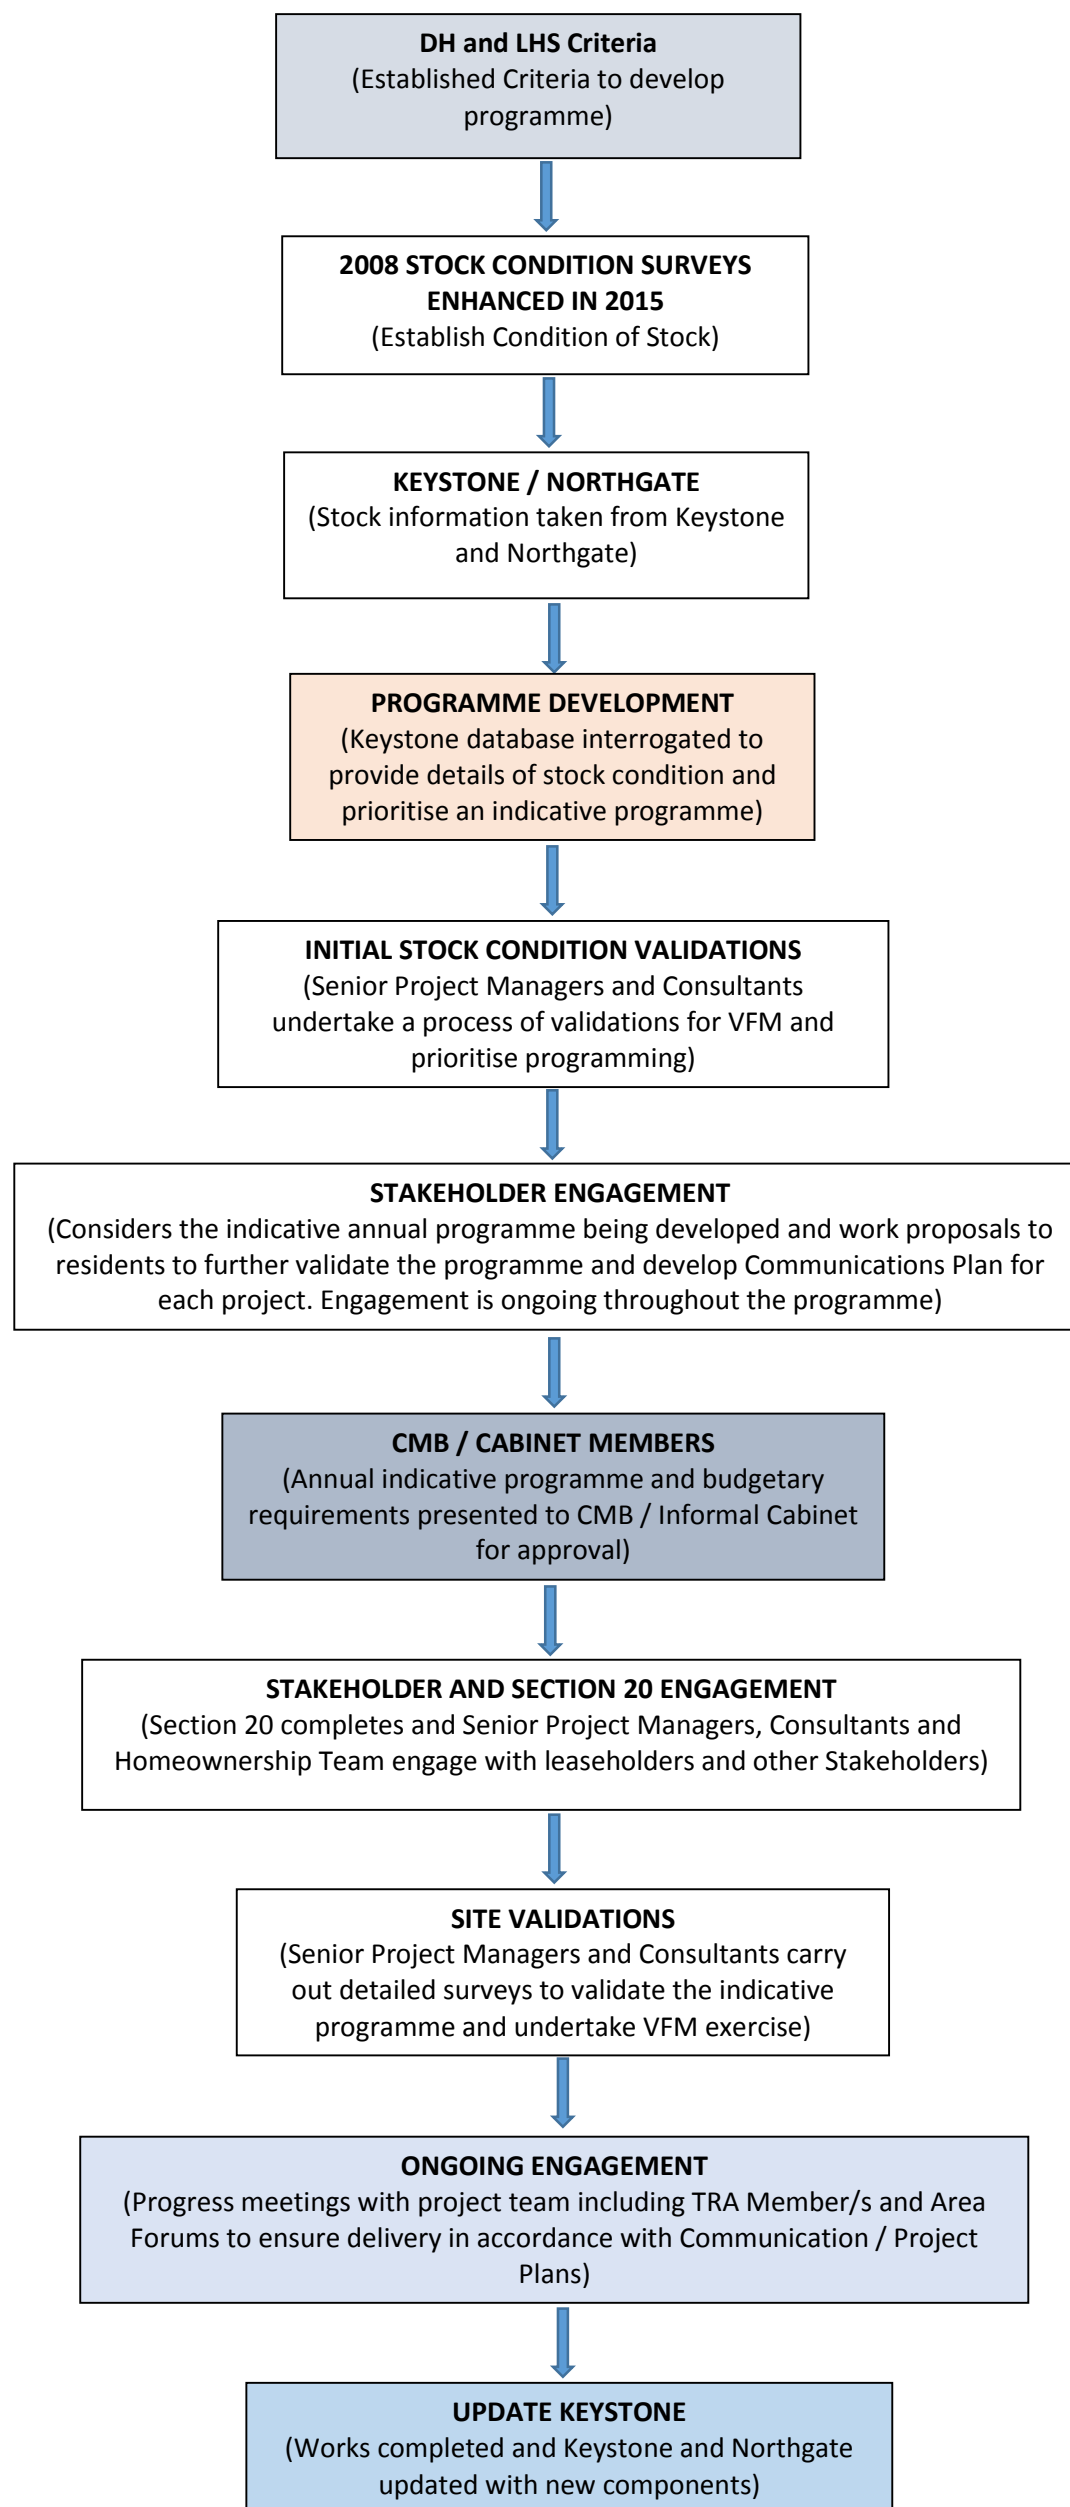 DH and LHS Criteria
(Established Criteria to develop
programme)
2008 STOCK CONDITION SURVEYS
ENHANCED IN 2015
(Establish Condition of Stock)
KEYSTONE / NORTHGATE
(Stock information taken from Keystone
and Northgate)
PROGRAMME DEVELOPMENT
(Keystone database interrogated to
provide details of stock condition and
prioritise an indicative programme)
INITIAL STOCK CONDITION VALIDATIONS
(Senior Project Managers and Consultants
undertake a process of validations for VFM and
prioritise programming)
STAKEHOLDER ENGAGEMENT
(Considers the indicative annual programme being developed and work proposals to
residents to further validate the programme and develop Communications Plan for
each project. Engagement is ongoing throughout the programme)
CMB / CABINET MEMBERS
(Annual indicative programme and budgetary
requirements presented to CMB / Informal Cabinet
for approval)
STAKEHOLDER AND SECTION 20 ENGAGEMENT
(Section 20 completes and Senior Project Managers, Consultants and
Homeownership Team engage with leaseholders and other Stakeholders)
SITE VALIDATIONS
(Senior Project Managers and Consultants carry
out detailed surveys to validate the indicative
programme and undertake VFM exercise)
ONGOING ENGAGEMENT
(Progress meetings with project team including TRA Member/s and Area
Forums to ensure delivery in accordance with Communication / Project
Plans)
UPDATE KEYSTONE
(Works completed and Keystone and Northgate
updated with new components)